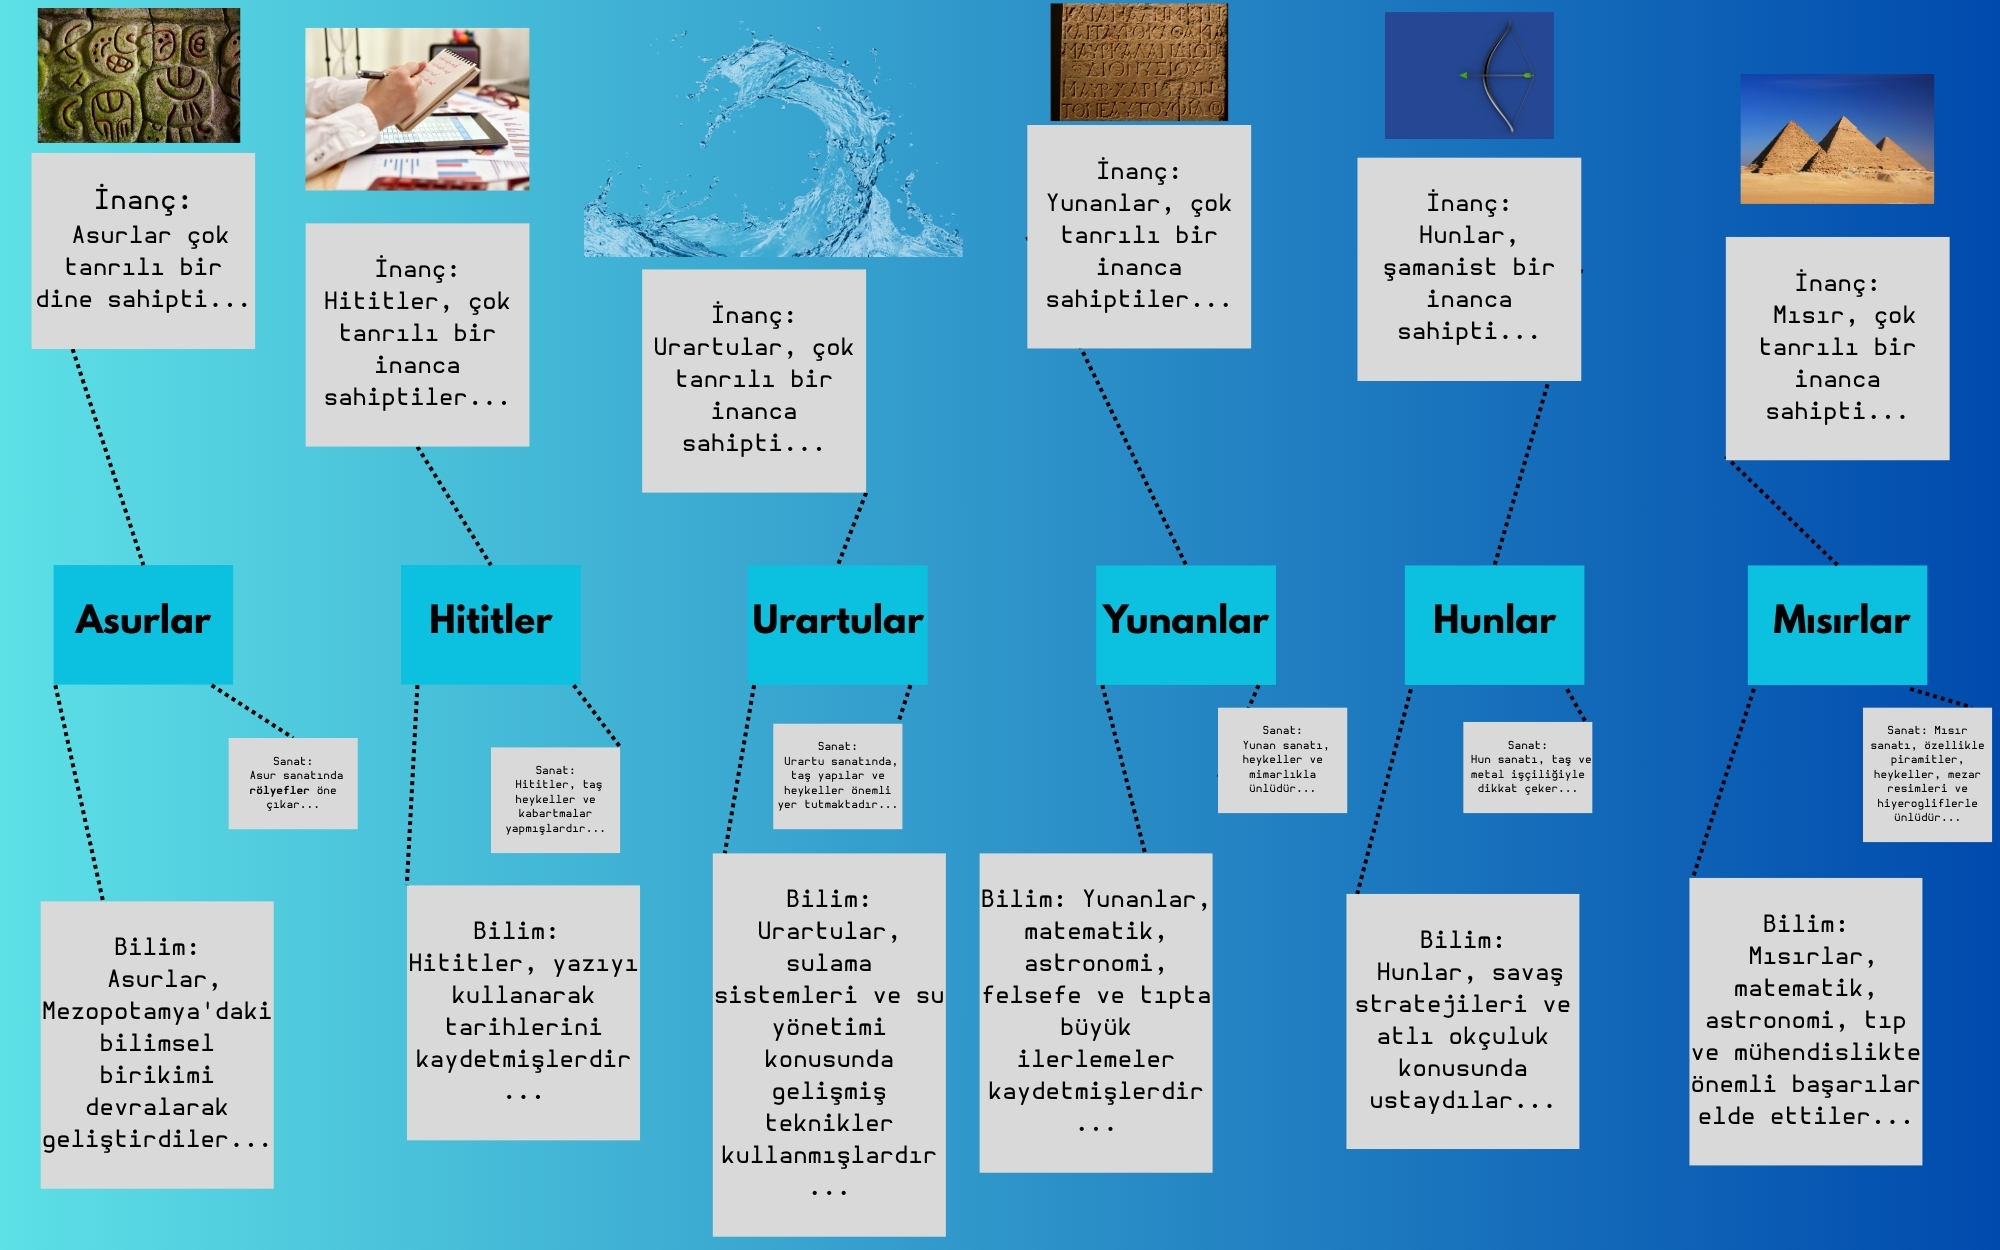 ΚΑΙΤΑΥΡΟΚΑΘΑΚΙΝ
ΔΙΟΝΥΣΙΟΥ
ΜΑΥΡΧΑΡΙ
İnanç:
Asurlar çok
tanrılı bir
dine sahipti...
İnanç:
Hititler, çok
tanrılı bir
inanca
sahiptiler...
İnanç:
Urartular, çok
tanrılı bir
inanca
sahipti...
İnanç:
Yunanlar, çok
tanrılı bir
inanca
sahiptiler...
İnanç:
Hunlar,
şamanist bir
inanca
sahipti...
İnanç:
Mısır, çok
tanrılı bir
inanca
sahipti...
Asurlar
Hititler
Urartular
Yunanlar
Hunlar
Mısırlar
Sanat:
Asur sanatında
rölyefler öne
çıkar...
Sanat:
Hititler, taş
heykeller ve
kabartmalar
yapmışlardır...
Sanat:
Urartu sanatında,
taş yapılar ve
heykeller önemli
yer tutmaktadır...
Sanat:
Yunan sanatı,
heykeller ve
mimarlıkla
ünlüdür...
Sanat:
Hun sanatı, taş ve
metal işçiliğiyle
dikkat çeker...
Sanat: Mısır
sanatı, özellikle
piramitler,
heykeller, mezar
resimleri ve
hiyerogliflerle
ünlüdür...
Bilim:
Asurlar,
Mezopotamya'daki
bilimsel
birikimi
devralarak
geliştirdiler...
Bilim:
Hititler, yazıyı
kullanarak
tarihlerini
kaydetmişlerdir
...
Bilim:
Urartular,
sulama
sistemleri ve su
yönetimi
konusunda
gelişmiş
teknikler
kullanmışlardır
...
Bilim: Yunanlar,
matematik,
astronomi,
felsefe ve tıpta
büyük
ilerlemeler
kaydetmişlerdir
...
Bilim:
Hunlar, savaş
stratejileri ve
atlı okçuluk
konusunda
ustaydılar...
Bilim:
Mısırlar,
matematik,
astronomi, tıp
ve mühendislikte
önemli başarılar
elde ettiler...